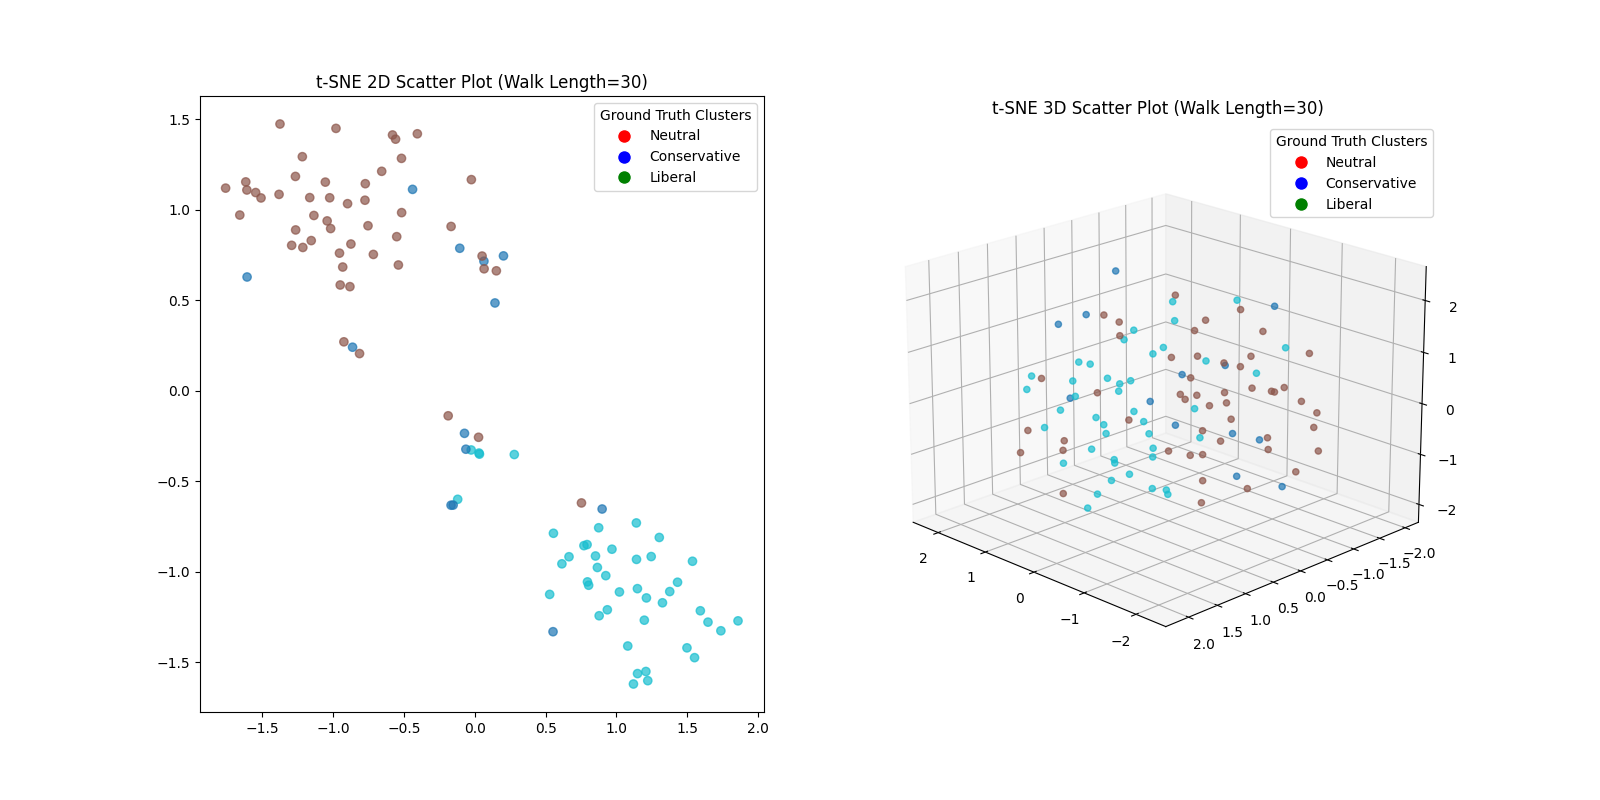 t-SNE 2D Scatter Plot (Walk Length=30)
Ground Truth Clusters
Neutral
Conservative
Liberal
1.5
1.0
0.5
0.0
−0.5
−1.0
−1.5
−1.5 −1.0 −0.5 0.0 0.5 1.0 1.5 2.0
t-SNE 3D Scatter Plot (Walk Length=30)
Ground Truth Clusters
Neutral
Conservative
Liberal
2
1
0
−1
−2
2 1 0 −1 −2
2.0 1.5 1.0 0.5 0.0 −0.5 −1.0 −1.5 −2.0